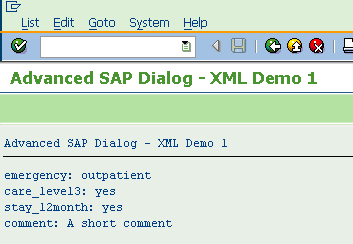 List Edit Goto System Help
Advanced SAP Dialog - XML Demo 1
Advanced SAP Dialog - XML Demo 1
emergency: outpatient
care_level3: yes
stay_12month: yes
comment: A short comment